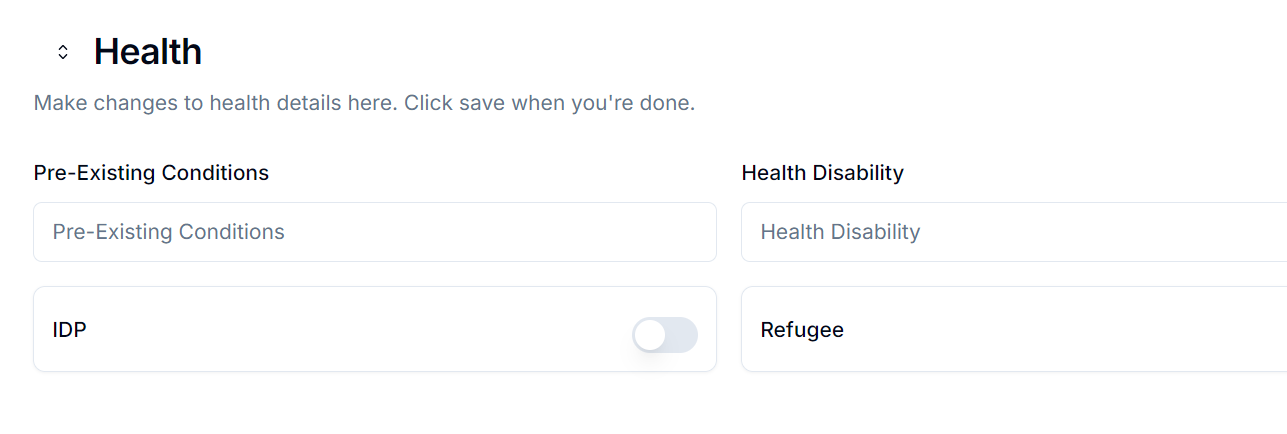 Health
Make changes to health details here. Click save when you're done.
Pre-Existing Conditions
Health Disability
Pre-Existing Conditions
Health Disability
IDP
Refugee